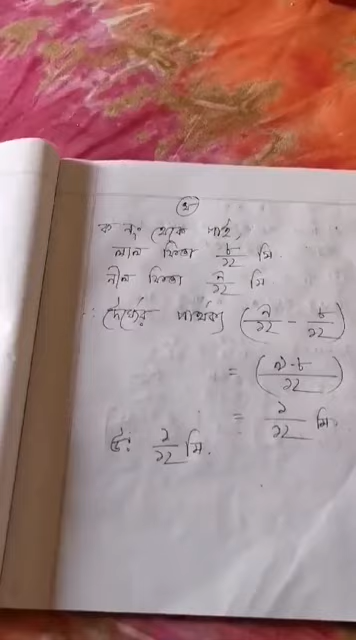 খ
ক নং থেকে পাই,
লাল ফিতা ৮/১২ মি.
নীল ফিতা ৯/১২ মি
∴ দৈর্ঘ্যের পার্থক্য (৯/১২ - ৮/১২)
= (৯-৮/১২)
= ১/১২ মি.
উ: ১/১২ মি.